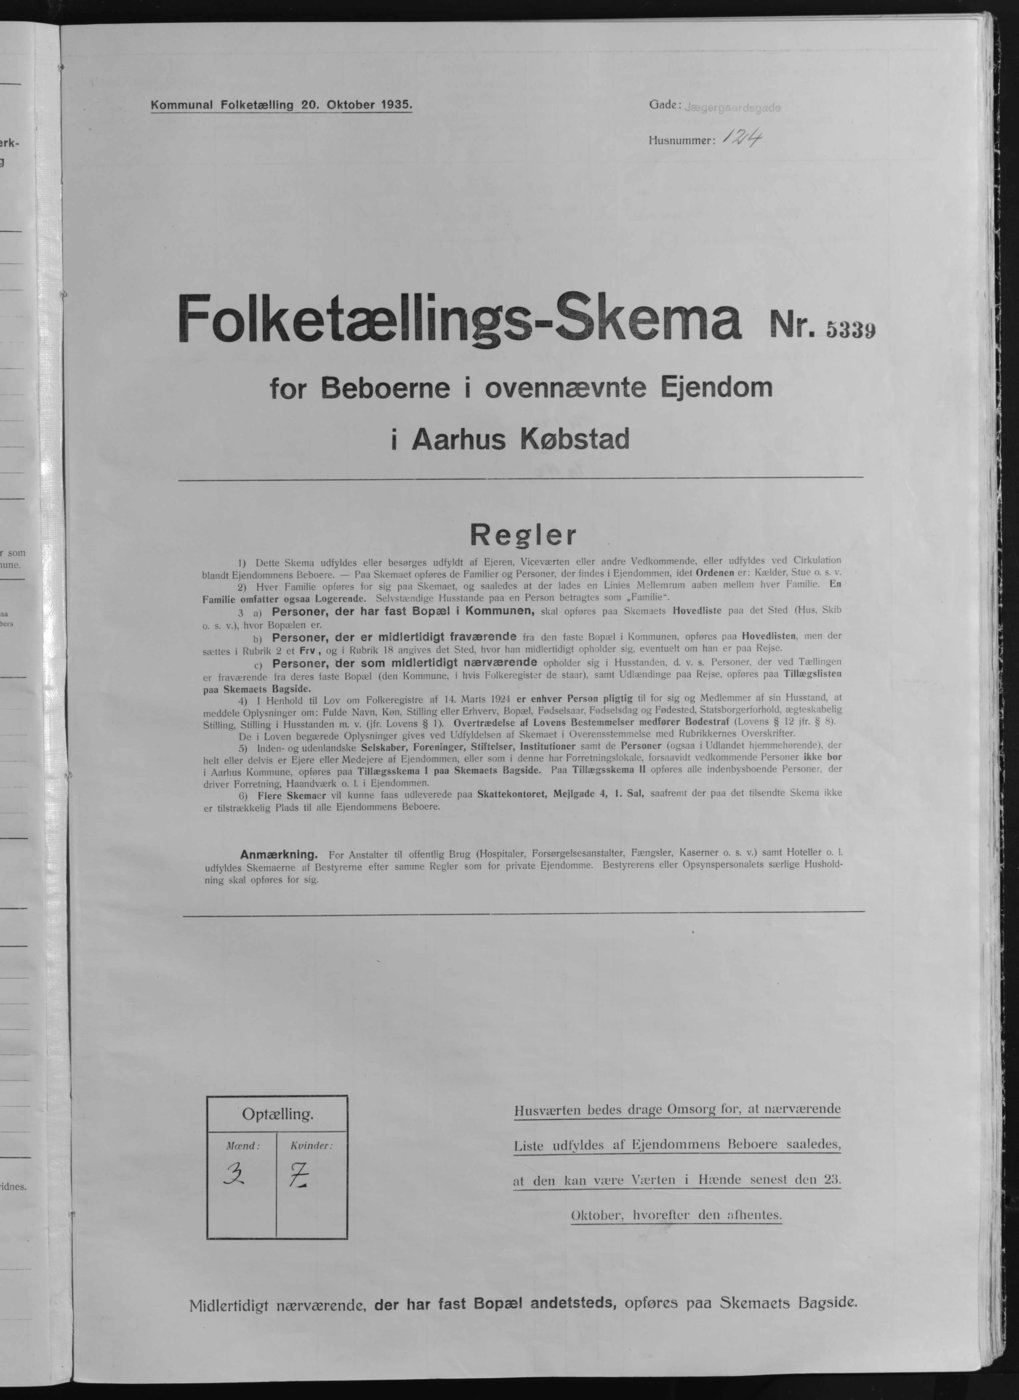 Kommunal Folketælling 20. Oktober 1935.
Gade: Jægergaardsgade
Husnummer: 124
Folketællings-Skema Nr. 5339
for Beboerne i ovennævnte Ejendom
i Aarhus Købstad
Regler
1) Dette Skema udfyldes eller besørges udfyldt af Ejeren, Viceværten eller andre Vedkommende, eller udfyldes ved Cirkulation
blandt Ejendommens Beboere. — Paa Skemaet opføres de Familier og Personer, der findes i Ejendommen, idet Ordenen er: Kælder, Stue o. s. v.
2) Hver Familie opføres for sig paa Skemaet, og saaledes at der lades en Linies Mellemrum aaben mellem hver Familie. En
Familie omfatter ogsaa Logerende. Selvstændige Husstande paa en Person betragtes som „Familie“.
3 a) Personer, der har fast Bopæl i Kommunen, skal opføres paa Skemaets Hovedliste paa det Sted (Hus, Skib
o. s. v.), hvor Bopælen er.
b) Personer, der er midlertidigt fraværende fra den faste Bopæl i Kommunen, opføres paa Hovedlisten, men der
sættes i Rubrik 2 et Frv, og i Rubrik 18 angives det Sted, hvor han midlertidigt opholder sig, eventuelt om han er paa Rejse.
c) Personer, der som midlertidigt nærværende opholder sig i Husstanden, d. v. s. Personer, der ved Tællingen
er fraværende fra deres faste Bopæl (den Kommune, i hvis Folkeregister de staar), samt Udlændinge paa Rejse, opføres paa Tillægslisten
paa Skemaets Bagside.
4) I Henhold til Lov om Folkeregistre af 14. Marts 1924 er enhver Person pligtig til for sig og Medlemmer af sin Husstand, at
meddele Oplysninger om: Fulde Navn, Køn, Stilling eller Erhverv, Bopæl, Fødselsaar, Fødselsdag og Fødested, Statsborgerforhold, ægteskabelig
Stilling, Stilling i Husstanden m. v. (jfr. Lovens § 1). Overtrædelse af Lovens Bestemmelser medfører Bødestraf (Lovens § 12 jfr. § 8).
De i Loven begærede Oplysninger gives ved Udfyldelsen af Skemaet i Overensstemmelse med Rubrikkernes Overskrifter.
5) Inden- og udenlandske Selskaber, Foreninger, Stiftelser, Institutioner samt de Personer (ogsaa i Udlandet hjemmehørende), der
helt eller delvis er Ejere eller Medejere af Ejendommen, eller som i denne har Forretningslokale, forsaavidt vedkommende Personer ikke bor
i Aarhus Kommune, opføres paa Tillægsskema I paa Skemaets Bagside. Paa Tillægsskema II opføres alle indenbysboende Personer, der
driver Forretning, Haandværk o. l. i Ejendommen.
6) Flere Skemaer vil kunne faas udleverede paa Skattekontoret, Mejlgade 4, 1. Sal, saafremt der paa det tilsendte Skema ikke
er tilstrækkelig Plads til alle Ejendommens Beboere.
Anmærkning. For Anstalter til offentlig Brug (Hospitaler, Forsørgelsesanstalter, Fængsler, Kaserner o. s. v.) samt Hoteller o. l.
udfyldes Skemaerne af Bestyrerne efter samme Regler som for private Ejendomme. Bestyrerens eller Opsynspersonalets særlige Hushold-
ning skal opføres for sig.
Optælling.
Mænd: Kvinder:
3 7
Husværten bedes drage Omsorg for, at nærværende
Liste udfyldes af Ejendommens Beboere saaledes,
at den kan være Værten i Hænde senest den 23.
Oktober, hvorefter den afhentes.
Midlertidigt nærværende, der har fast Bopæl andetsteds, opføres paa Skemaets Bagside.